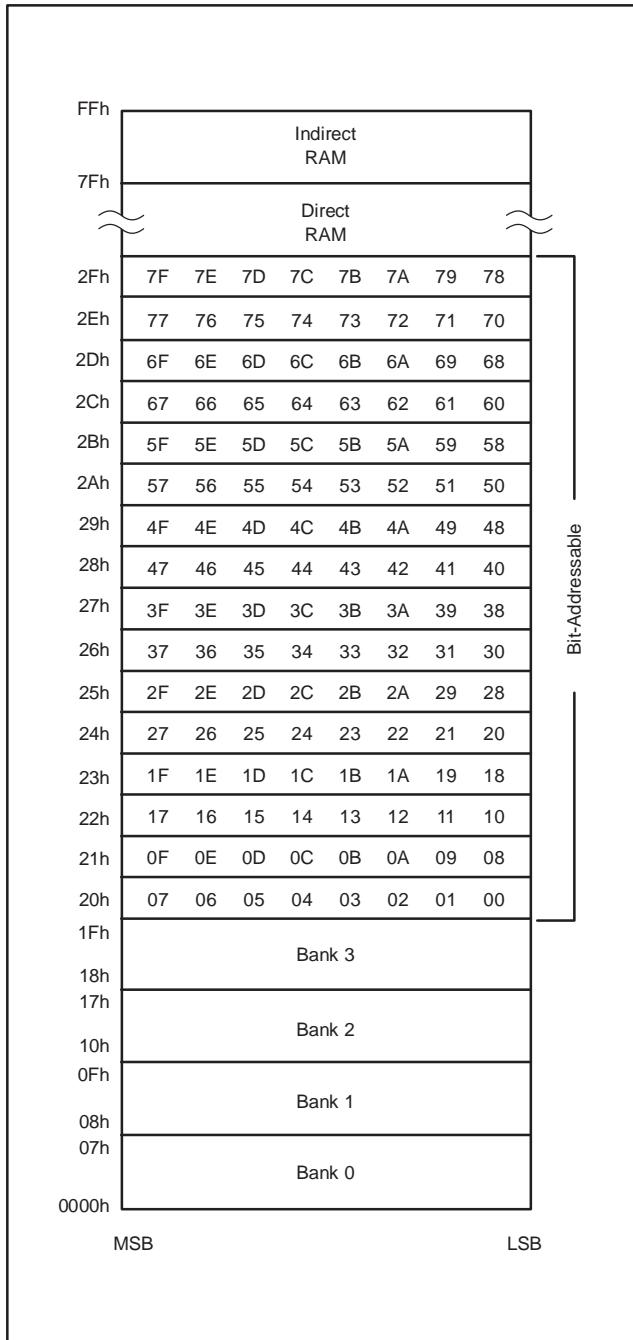 FFh
Indirect
RAM
7Fh
Direct
RAM
2Fh 7F 7E 7D 7C 7B 7A 79 78
2Eh 77 76 75 74 73 72 71 70
2Dh 6F 6E 6D 6C 6B 6A 69 68
2Ch 67 66 65 64 63 62 61 60
2Bh 5F 5E 5D 5C 5B 5A 59 58
2Ah 57 56 55 54 53 52 51 50
29h 4F 4E 4D 4C 4B 4A 49 48
28h 47 46 45 44 43 42 41 40
27h 3F 3E 3D 3C 3B 3A 39 38
26h 37 36 35 34 33 32 31 30
25h 2F 2E 2D 2C 2B 2A 29 28
24h 27 26 25 24 23 22 21 20
23h 1F 1E 1D 1C 1B 1A 19 18
22h 17 16 15 14 13 12 11 10
21h 0F 0E 0D 0C 0B 0A 09 08
20h 07 06 05 04 03 02 01 00
Bit-Addressable
1Fh
Bank 3
18h
17h
Bank 2
10h
0Fh
Bank 1
08h
07h
Bank 0
0000h
MSB LSB